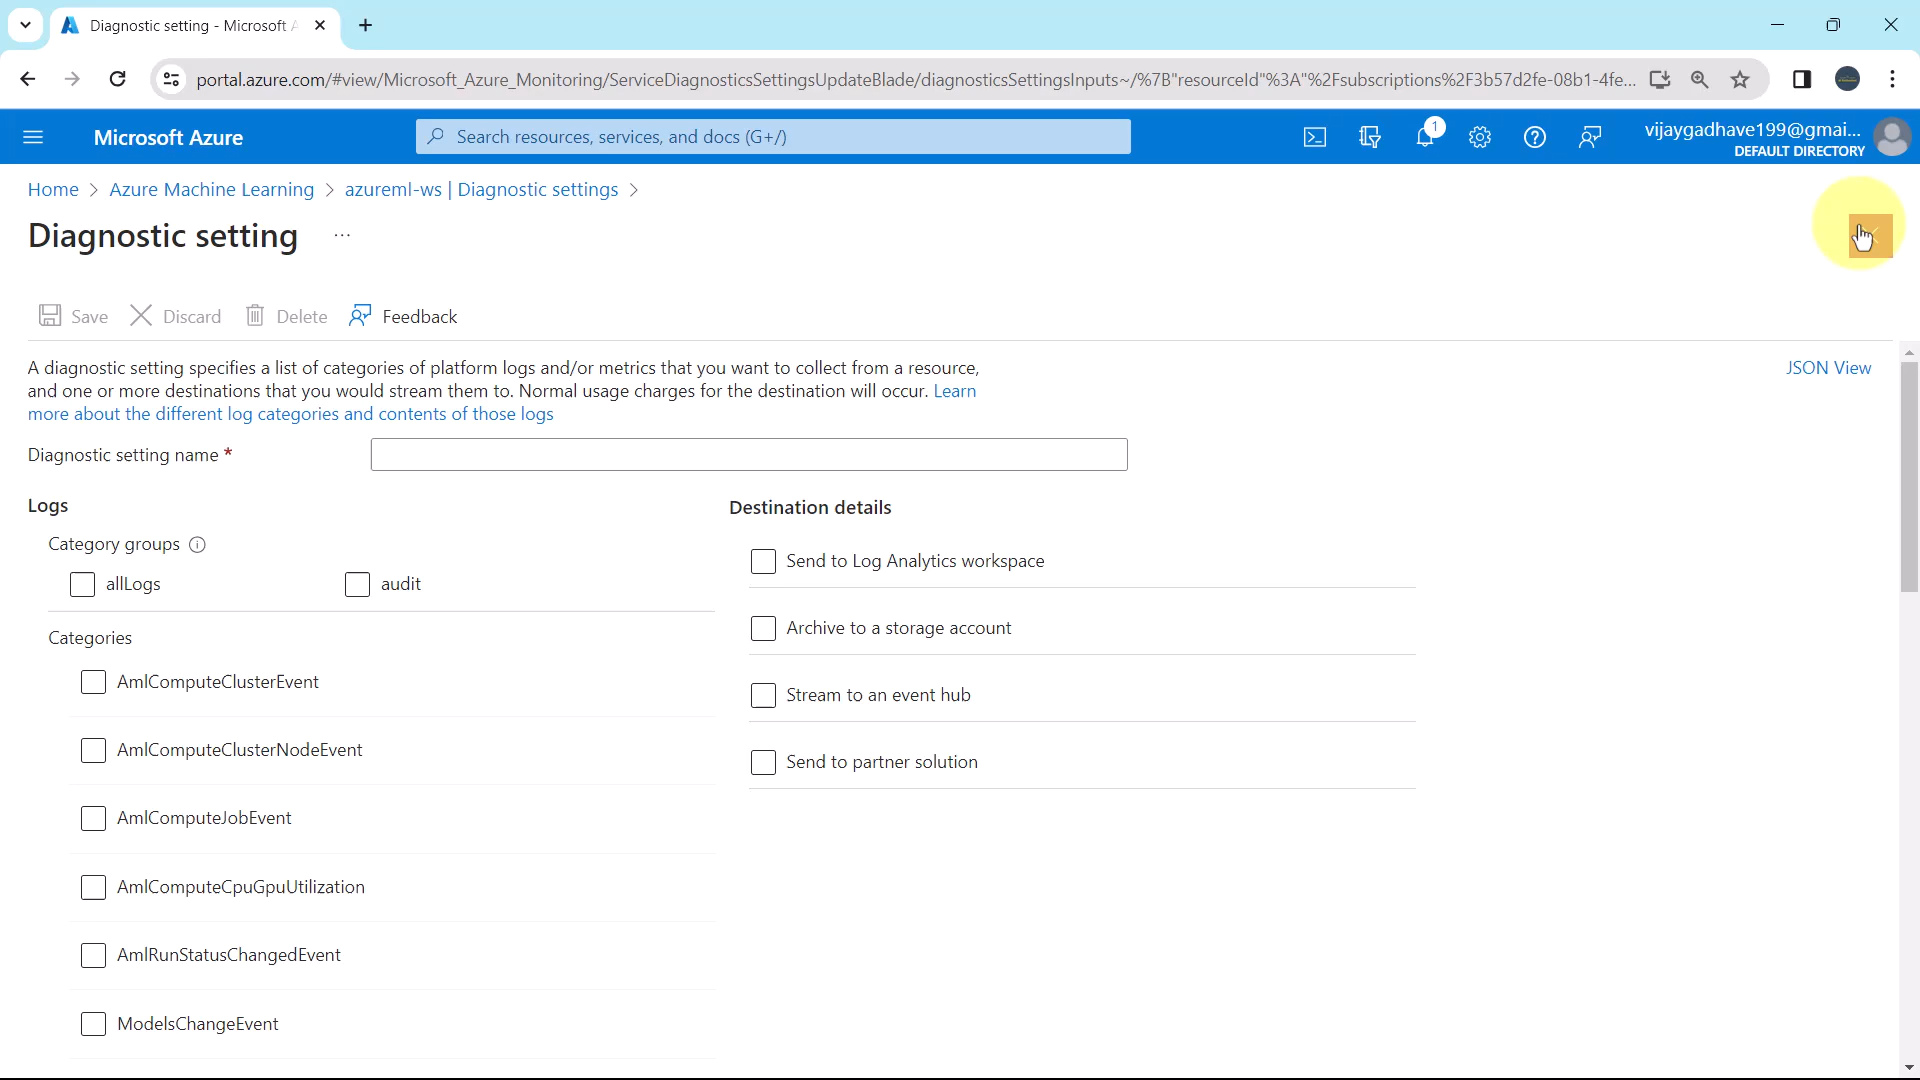 Diagnostic setting - Microsoft A
portal.azure.com/#view/Microsoft_Azure_Monitoring/ServiceDiagnosticsSettingsUpdateBlade/diagnosticsSettingsInputs~/%7B"resourceId"%3A"%2Fsubscriptions%2F3b57d2fe-08b1-4fe...
Microsoft Azure
Search resources, services, and docs (G+/)
1
vijaygadhave199@gmai...
DEFAULT DIRECTORY
Home > Azure Machine Learning > azureml-ws | Diagnostic settings >
Diagnostic setting ...
Save Discard Delete Feedback
A diagnostic setting specifies a list of categories of platform logs and/or metrics that you want to collect from a resource,
and one or more destinations that you would stream them to. Normal usage charges for the destination will occur. Learn
more about the different log categories and contents of those logs
JSON View
Diagnostic setting name *
Logs
Category groups
allLogs audit
Categories
AmlComputeClusterEvent
AmlComputeClusterNodeEvent
AmlComputeJobEvent
AmlComputeCpuGpuUtilization
AmlRunStatusChangedEvent
ModelsChangeEvent
Destination details
Send to Log Analytics workspace
Archive to a storage account
Stream to an event hub
Send to partner solution